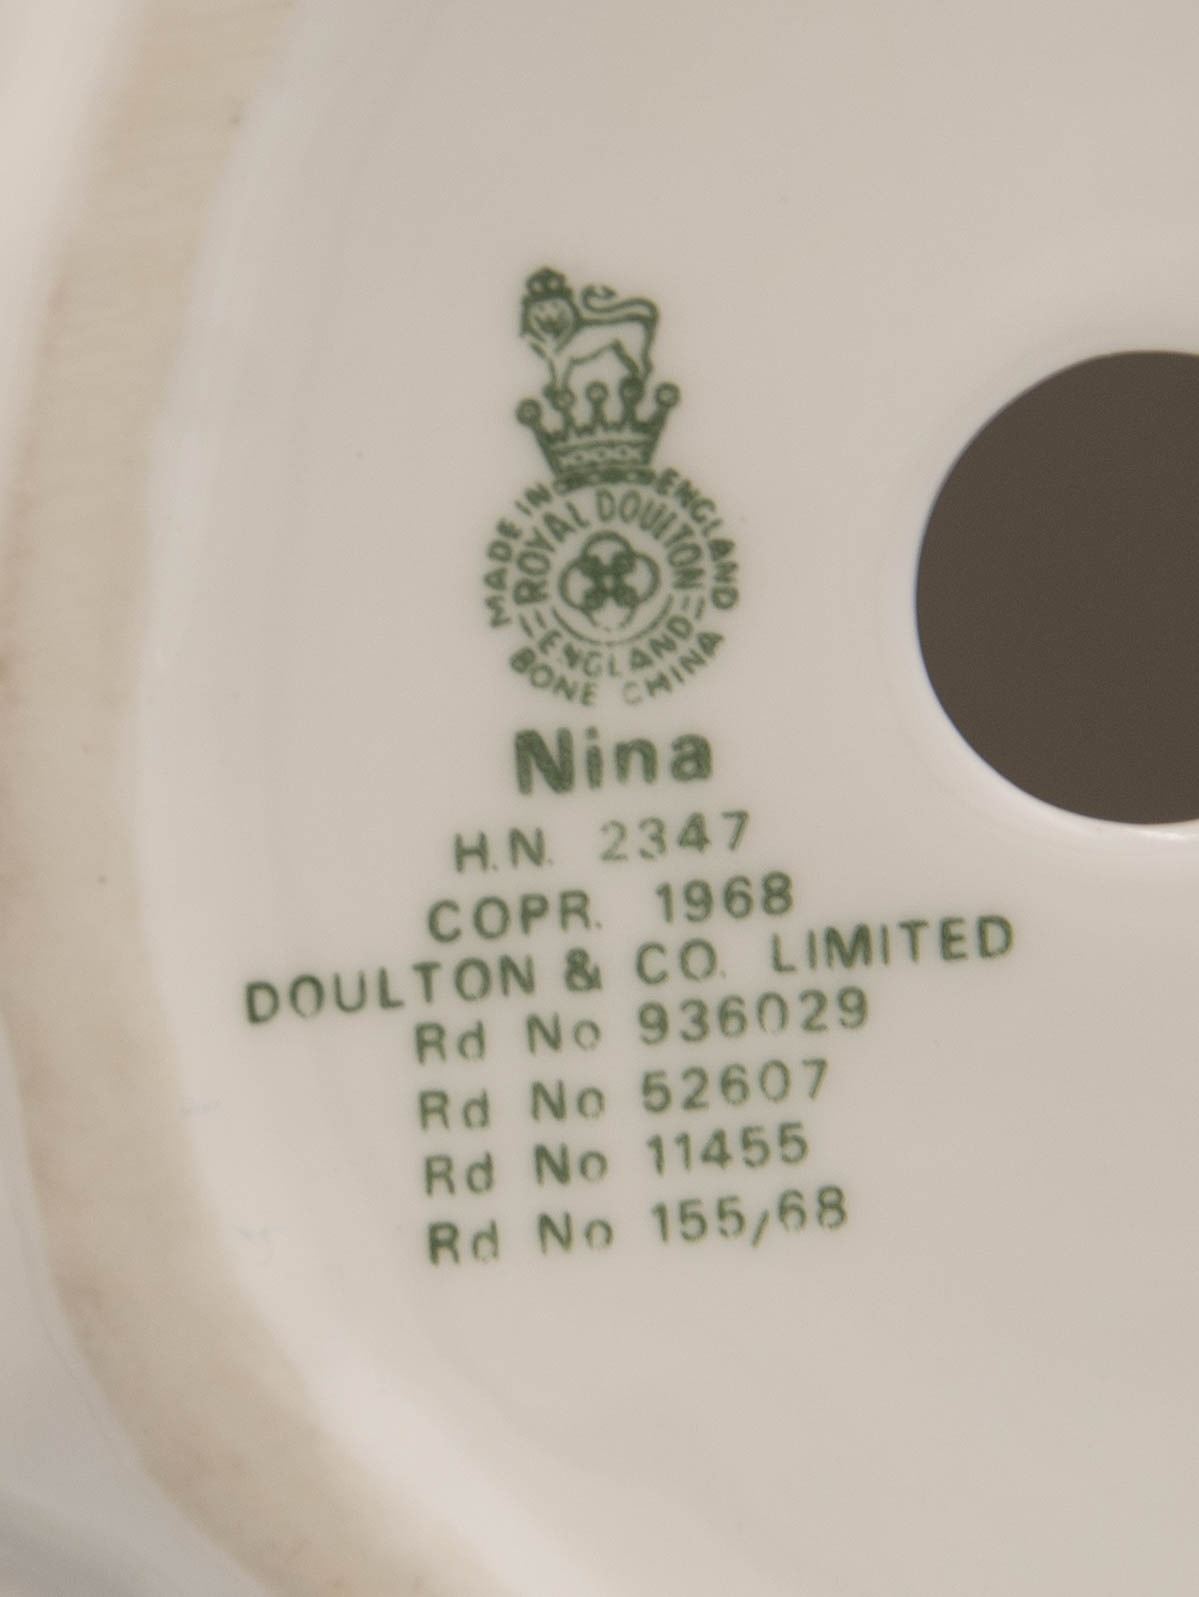 MADE IN ENGLAND
ROYAL DOULTON
ENGLAND
BONE CHINA
Nina
H.N. 2347
COPR. 1968
DOULTON & CO. LIMITED
Rd No 936029
Rd No 52607
Rd No 11455
Rd No 155/68